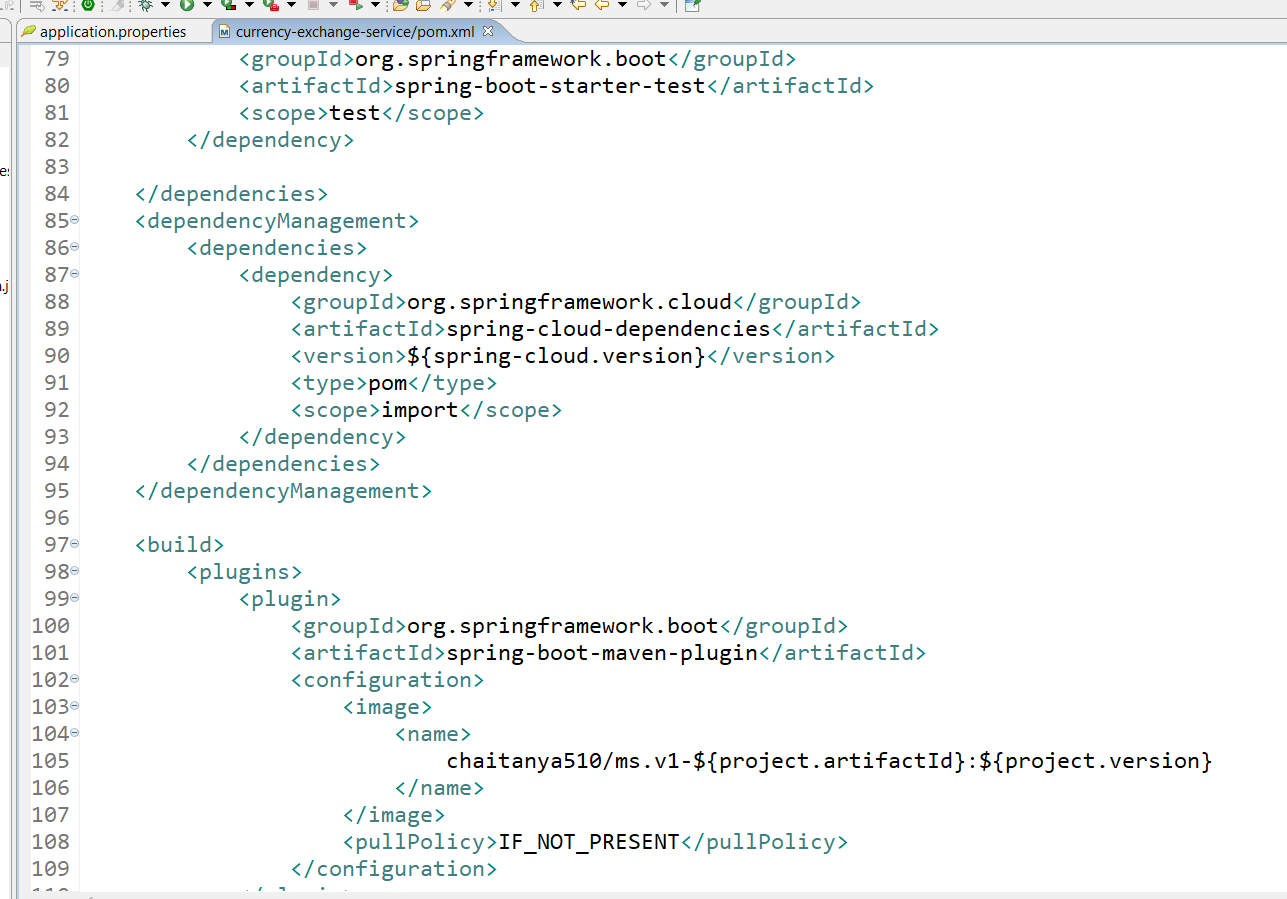 application.properties
currency-exchange-service/pom.xml
79 <groupId>org.springframework.boot</groupId>
80 <artifactId>spring-boot-starter-test</artifactId>
81 <scope>test</scope>
82 </dependency>
83
84 </dependencies>
85 <dependencyManagement>
86 <dependencies>
87 <dependency>
88 <groupId>org.springframework.cloud</groupId>
89 <artifactId>spring-cloud-dependencies</artifactId>
90 <version>${spring-cloud.version}</version>
91 <type>pom</type>
92 <scope>import</scope>
93 </dependency>
94 </dependencies>
95 </dependencyManagement>
96
97 <build>
98 <plugins>
99 <plugin>
100 <groupId>org.springframework.boot</groupId>
101 <artifactId>spring-boot-maven-plugin</artifactId>
102 <configuration>
103 <image>
104 <name>
105 chaitanya510/ms.v1-${project.artifactId}:${project.version}
106 </name>
107 </image>
108 <pullPolicy>IF_NOT_PRESENT</pullPolicy>
109 </configuration>